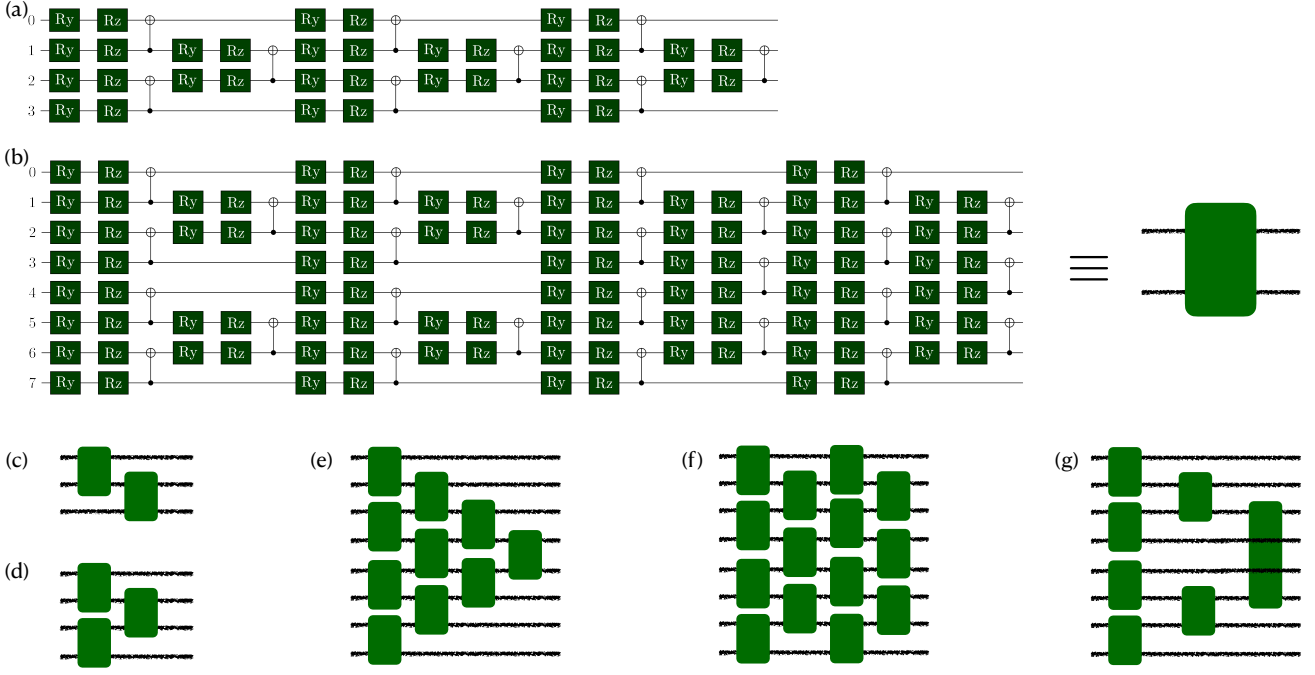 (a)
0 Ry Rz Ry Rz Ry Rz
1 Ry Rz Ry Rz Ry Rz Ry Rz Ry Rz Ry Rz
2 Ry Rz Ry Rz Ry Rz Ry Rz Ry Rz Ry Rz
3 Ry Rz Ry Rz Ry Rz
(b)
0 Ry Rz Ry Rz Ry Rz Ry Rz
1 Ry Rz Ry Rz Ry Rz Ry Rz Ry Rz Ry Rz Ry Rz Ry Rz
2 Ry Rz Ry Rz Ry Rz Ry Rz Ry Rz Ry Rz Ry Rz Ry Rz
3 Ry Rz Ry Rz Ry Rz Ry Rz Ry Rz Ry Rz
4 Ry Rz Ry Rz Ry Rz Ry Rz Ry Rz Ry Rz
5 Ry Rz Ry Rz Ry Rz Ry Rz Ry Rz Ry Rz Ry Rz Ry Rz
6 Ry Rz Ry Rz Ry Rz Ry Rz Ry Rz Ry Rz Ry Rz Ry Rz
7 Ry Rz Ry Rz Ry Rz Ry Rz
≡
(c)
(d)
(e)
(f)
(g)